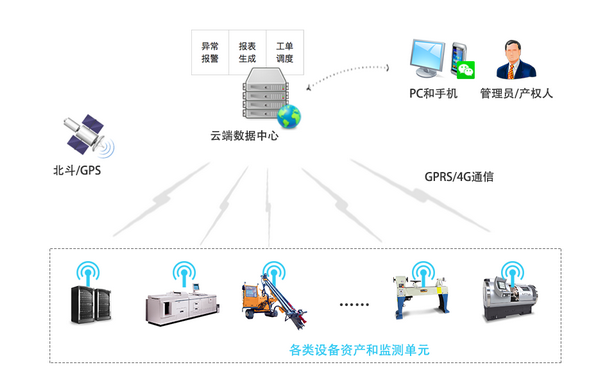 异常
报警
报表
生成
工单
调度
云端数据中心
PC和手机
管理员/产权人
北斗/GPS
GPRS/4G通信
······
各类设备资产和监测单元